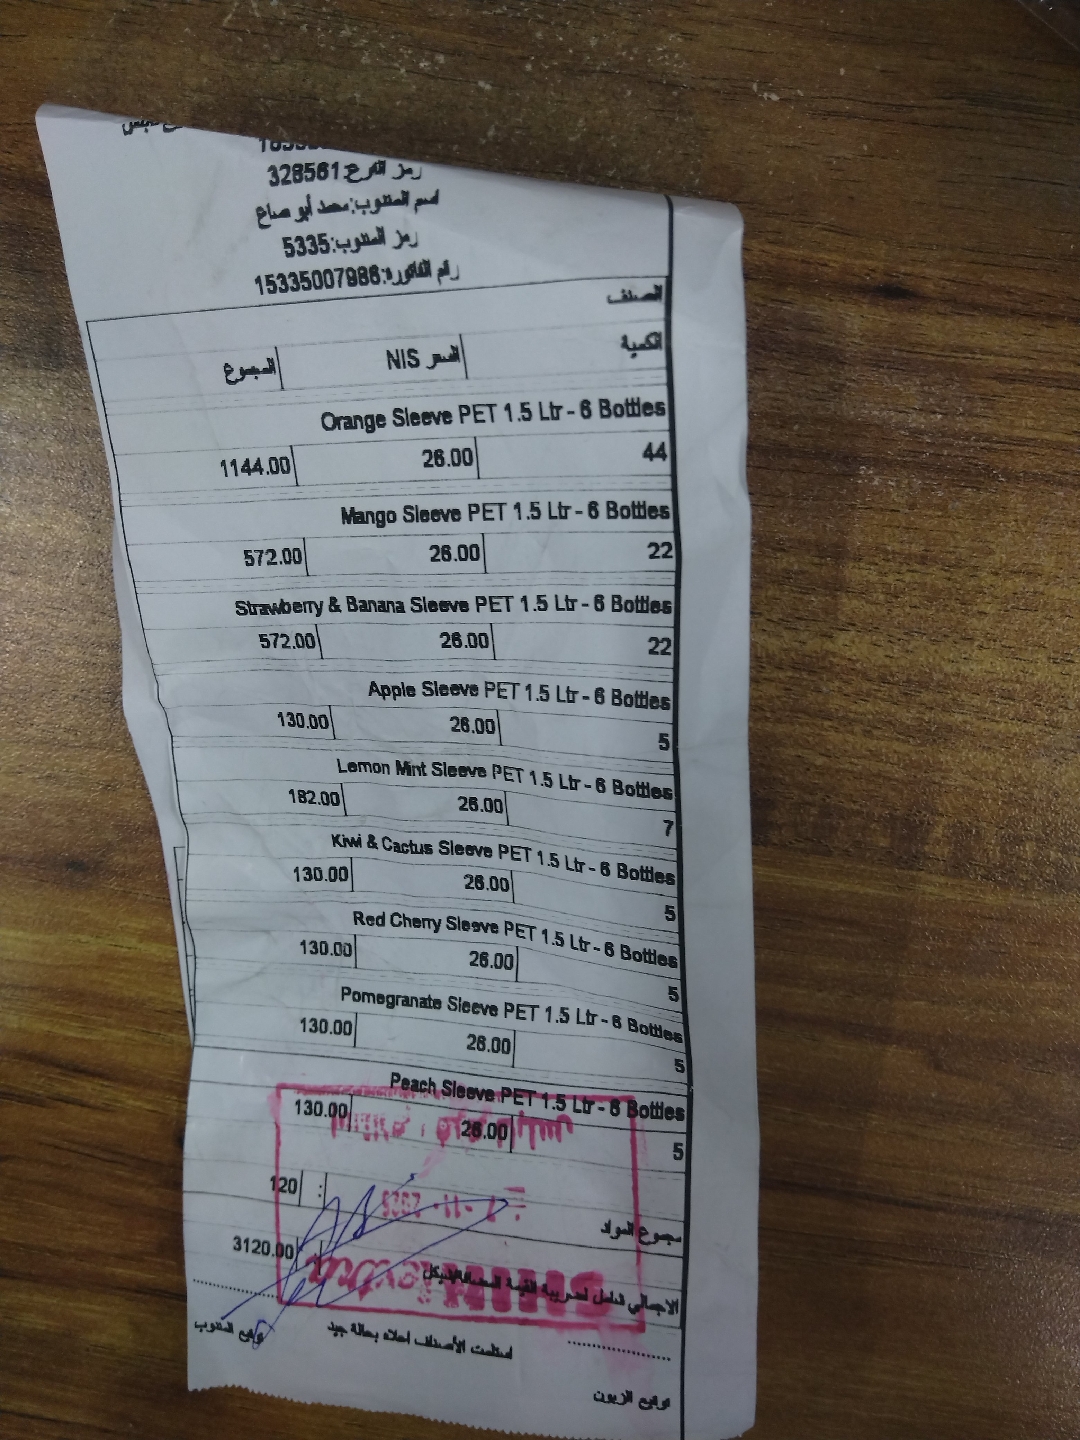 رمز الفرع:328561
اسم المندوب:محمد أبو صاع
رمز المندوب:5335
رقم الفاتورة:15335007986
الصنف
الكمية السعر NIS المجموع
Orange Sleeve PET 1.5 Ltr - 6 Bottles
44 26.00 1144.00
Mango Sleeve PET 1.5 Ltr - 6 Bottles
22 26.00 572.00
Strawberry & Banana Sleeve PET 1.5 Ltr - 6 Bottles
22 26.00 572.00
Apple Sleeve PET 1.5 Ltr - 6 Bottles
5 26.00 130.00
Lemon Mint Sleeve PET 1.5 Ltr - 6 Bottles
7 26.00 182.00
Kiwi & Cactus Sleeve PET 1.5 Ltr - 6 Bottles
5 26.00 130.00
Red Cherry Sleeve PET 1.5 Ltr - 6 Bottles
5 26.00 130.00
Pomegranate Sleeve PET 1.5 Ltr - 6 Bottles
5 26.00 130.00
Peach Sleeve PET 1.5 Ltr - 6 Bottles
5 26.00 130.00
مجموع المواد : 120
الاجمالي شامل لضريبة القيمة المضافة/شيكل : 3120.00
استلمت الأصناف اعلاه بحالة جيد
توقيع المندوب
توقيع الزبون